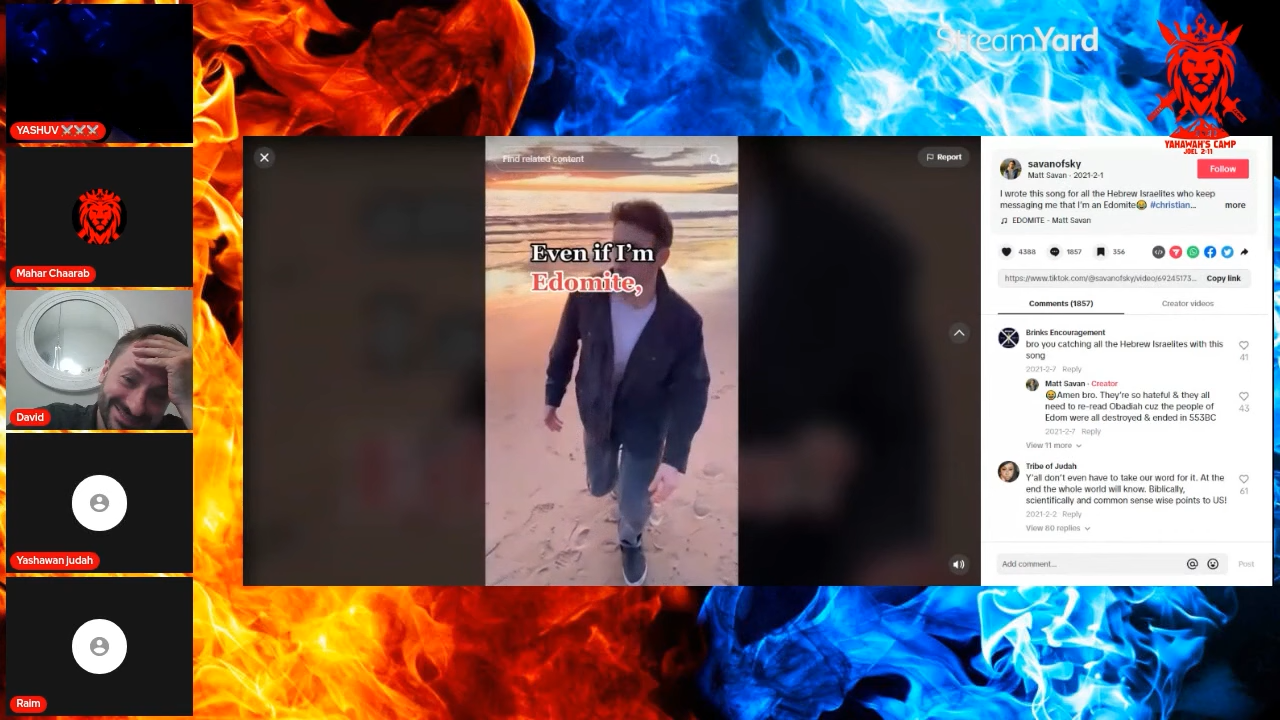 StreamYard
YAHAWAH'S CAMP
JOEL 2:11
YASHUV ⚔⚔⚔
Mahar Chaarab
David
Yashawan judah
Raim
Find related content
Report
Even if I'm
Edomite,
savanofsky
Matt Savan · 2021-2-1
Follow
I wrote this song for all the Hebrew Israelites who keep
messaging me that I'm an Edomite😂 #christian... more
♫ EDOMITE - Matt Savan
4388 1857 356
https://www.tiktok.com/@savanofsky/video/69245173... Copy link
Comments (1857) Creator videos
Brinks Encouragement
bro you catching all the Hebrew Israelites with this
song
41
2021-2-7 Reply
Matt Savan · Creator
😂Amen bro. They're so hateful & they all
need to re-read Obadiah cuz the people of
Edom were all destroyed & ended in 553BC
43
2021-2-7 Reply
View 11 more
Tribe of Judah
Y'all don't even have to take our word for it. At the
end the whole world will know. Biblically,
scientifically and common sense wise points to US!
61
2021-2-2 Reply
View 60 replies
Add comment... Post